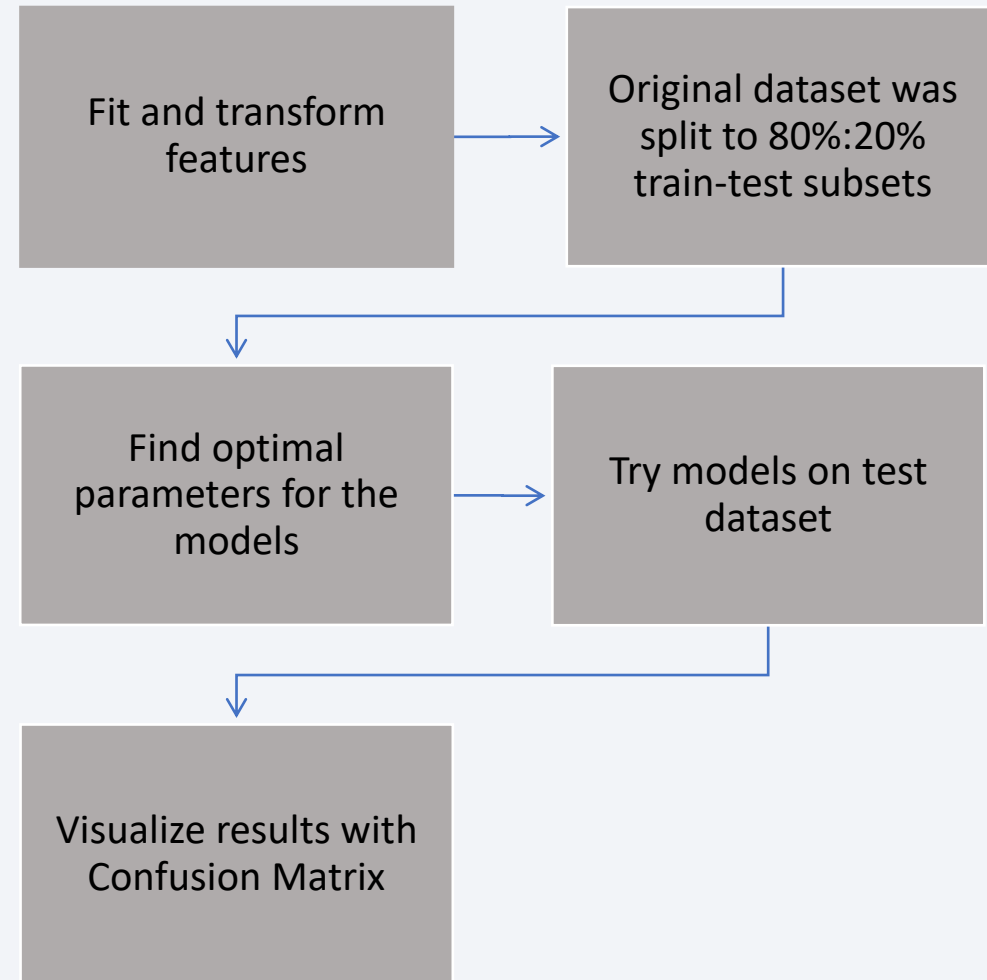 Fit and transform
features
Original dataset was
split to 80%:20%
train-test subsets
Find optimal
parameters for the
models
Try models on test
dataset
Visualize results with
Confusion Matrix